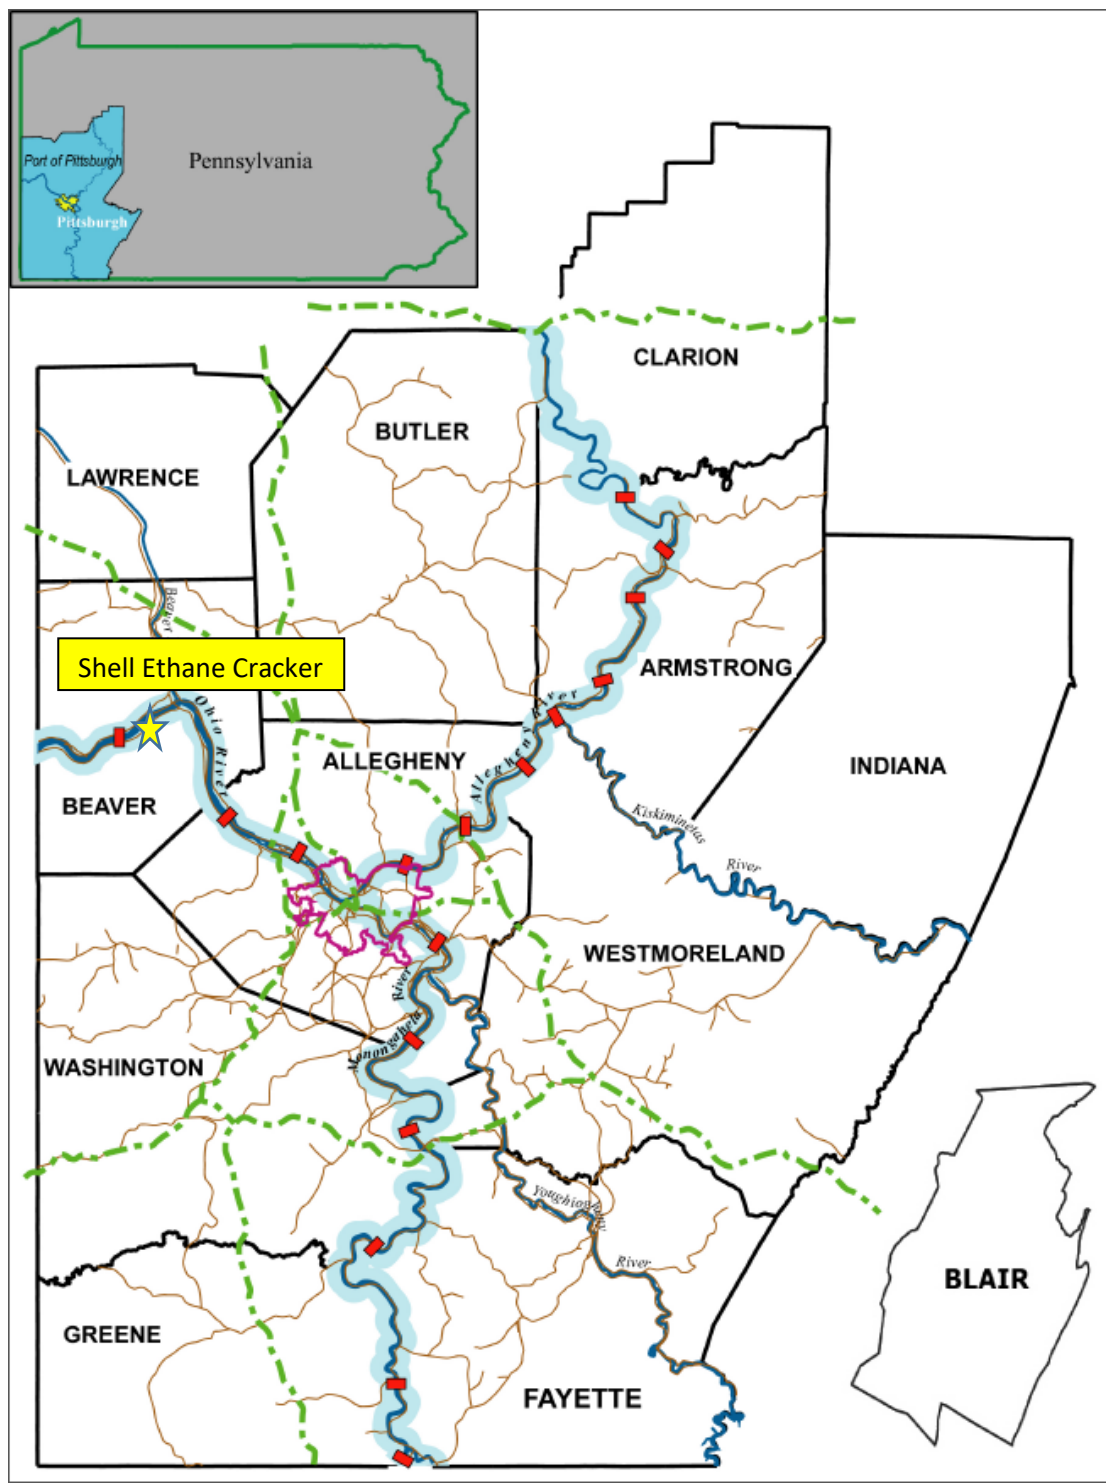 Port of Pittsburgh
Pennsylvania
Pittsburgh
CLARION
BUTLER
LAWRENCE
Beaver
Shell Ethane Cracker
ARMSTRONG
Ohio River
Allegheny River
ALLEGHENY
INDIANA
BEAVER
Kiskiminetas
River
WESTMORELAND
Monongahela River
WASHINGTON
Youghiogheny
River
BLAIR
GREENE
FAYETTE